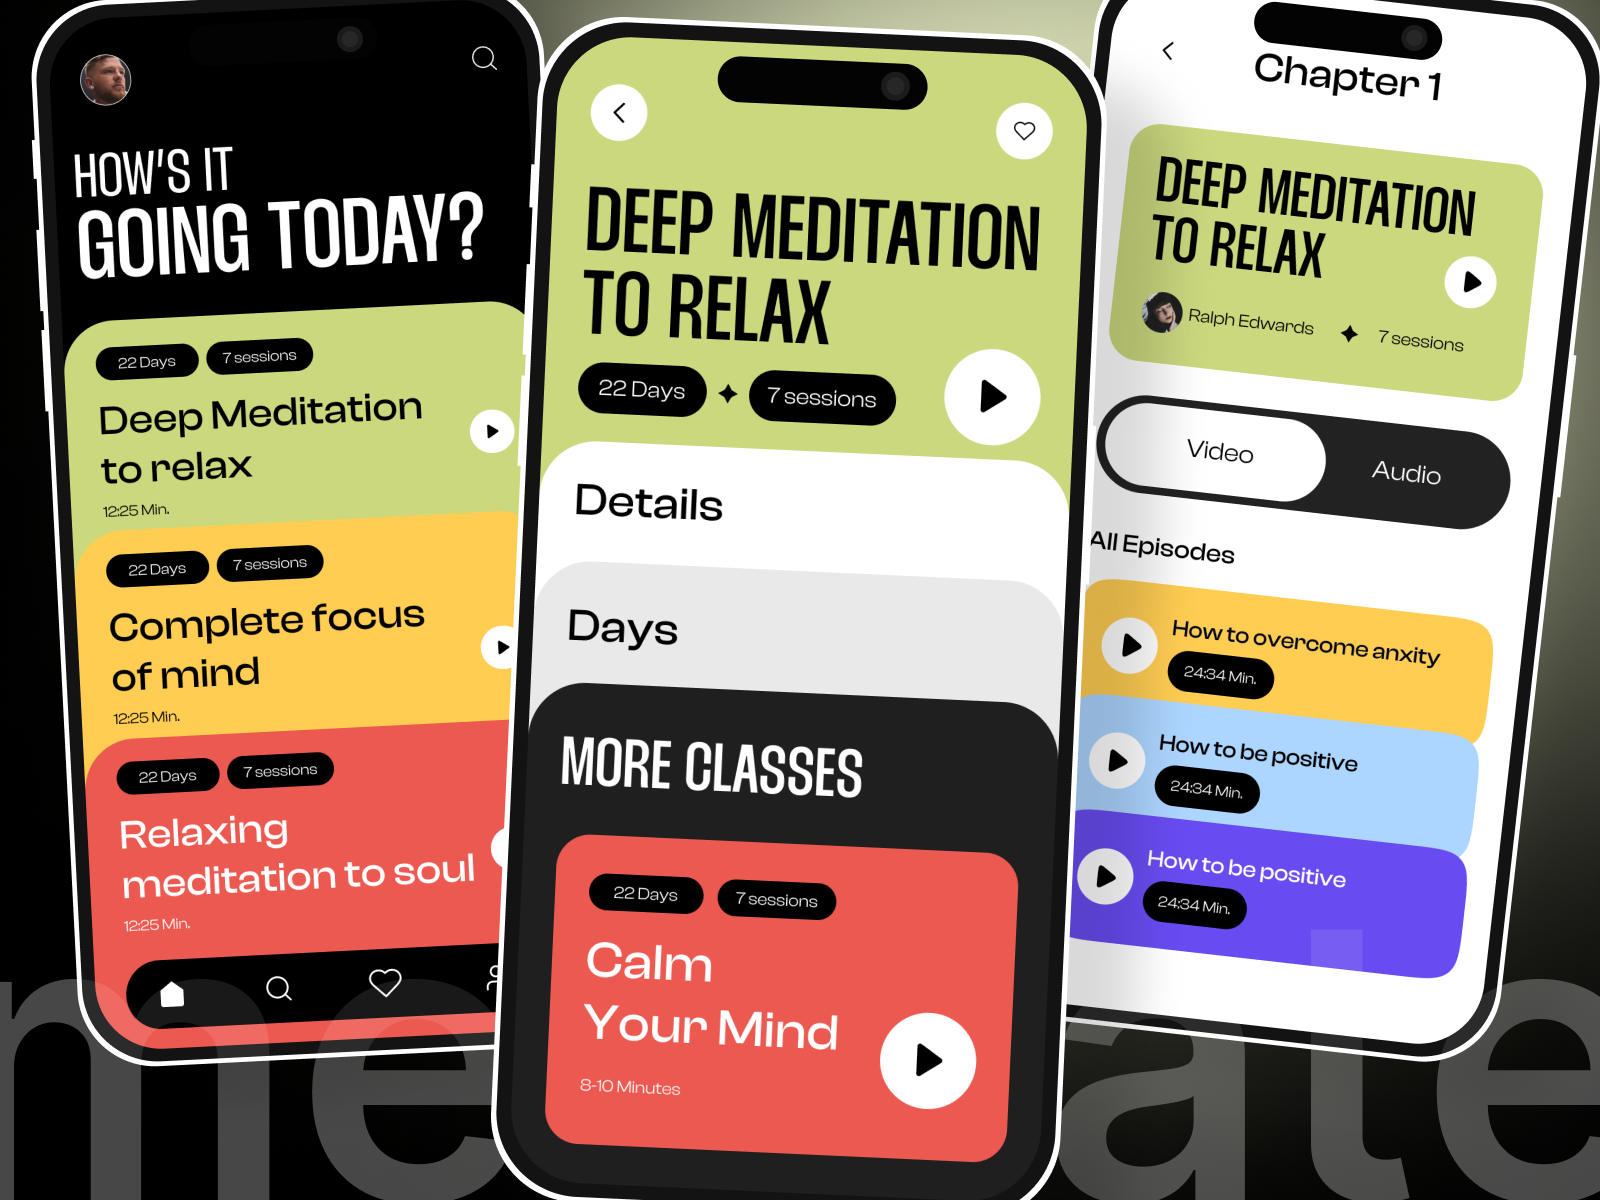 HOW'S IT
GOING TODAY?
22 Days
7 sessions
Deep Meditation
to relax
12:25 Min.
22 Days
7 sessions
Complete focus
of mind
12:25 Min.
22 Days
7 sessions
Relaxing
meditation to soul
12:25 Min.
DEEP MEDITATION
TO RELAX
22 Days
7 sessions
Details
Days
MORE CLASSES
22 Days
7 sessions
Calm
Your Mind
8-10 Minutes
Chapter 1
DEEP MEDITATION
TO RELAX
Ralph Edwards
7 sessions
Video
Audio
All Episodes
How to overcome anxity
24:34 Min.
How to be positive
24:34 Min.
How to be positive
24:34 Min.